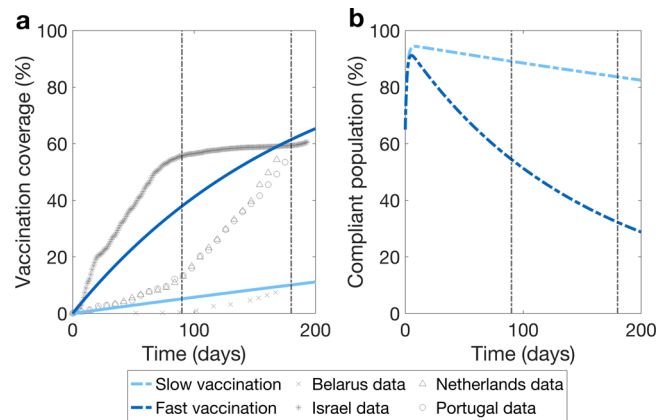 a
b
Vaccination coverage (%)
100
80
60
40
20
0
0 100 200
Time (days)
Compliant population (%)
100
80
60
40
20
0
0 100 200
Time (days)
Slow vaccination
Fast vaccination
Belarus data
Israel data
Netherlands data
Portugal data